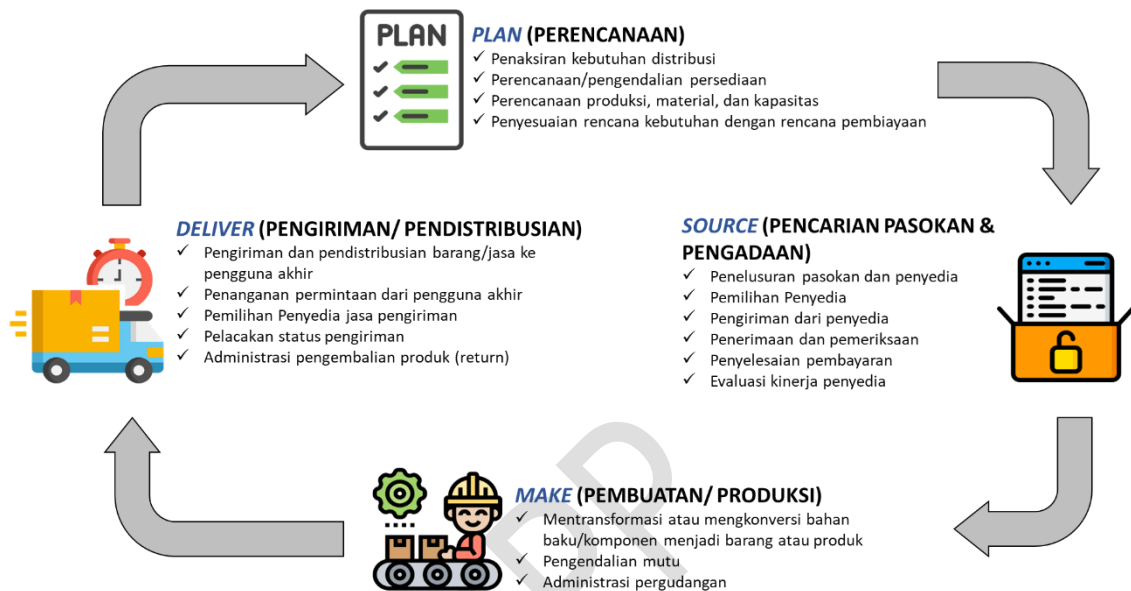 PLAN
PLAN (PERENCANAAN)
✓ Penaksiran kebutuhan distribusi
✓ Perencanaan/pengendalian persediaan
✓ Perencanaan produksi, material, dan kapasitas
✓ Penyesuaian rencana kebutuhan dengan rencana pembiayaan
SOURCE (PENCARIAN PASOKAN &
PENGADAAN)
✓ Penelusuran pasokan dan penyedia
✓ Pemilihan Penyedia
✓ Pengiriman dari penyedia
✓ Penerimaan dan pemeriksaan
✓ Penyelesaian pembayaran
✓ Evaluasi kinerja penyedia
MAKE (PEMBUATAN/ PRODUKSI)
✓ Mentransformasi atau mengkonversi bahan
baku/komponen menjadi barang atau produk
✓ Pengendalian mutu
✓ Administrasi pergudangan
DELIVER (PENGIRIMAN/ PENDISTRIBUSIAN)
✓ Pengiriman dan pendistribusian barang/jasa ke
pengguna akhir
✓ Penanganan permintaan dari pengguna akhir
✓ Pemilihan Penyedia jasa pengiriman
✓ Pelacakan status pengiriman
✓ Administrasi pengembalian produk (return)